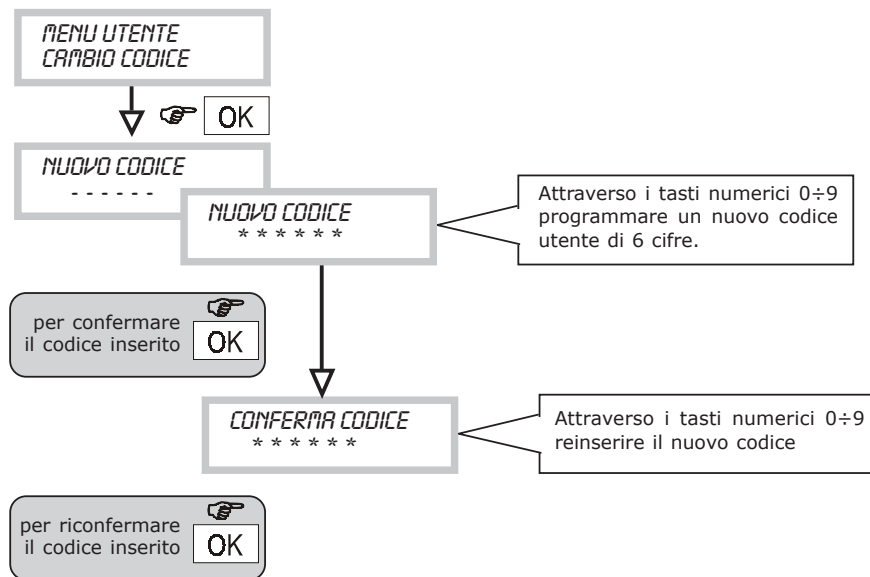 MENU UTENTE
CAMBIO CODICE
OK
NUOVO CODICE
- - - - - -
NUOVO CODICE
* * * * * *
Attraverso i tasti numerici 0÷9
programmare un nuovo codice
utente di 6 cifre.
per confermare
il codice inserito
OK
CONFERMA CODICE
* * * * * *
Attraverso i tasti numerici 0÷9
reinserire il nuovo codice
per riconfermare
il codice inserito
OK